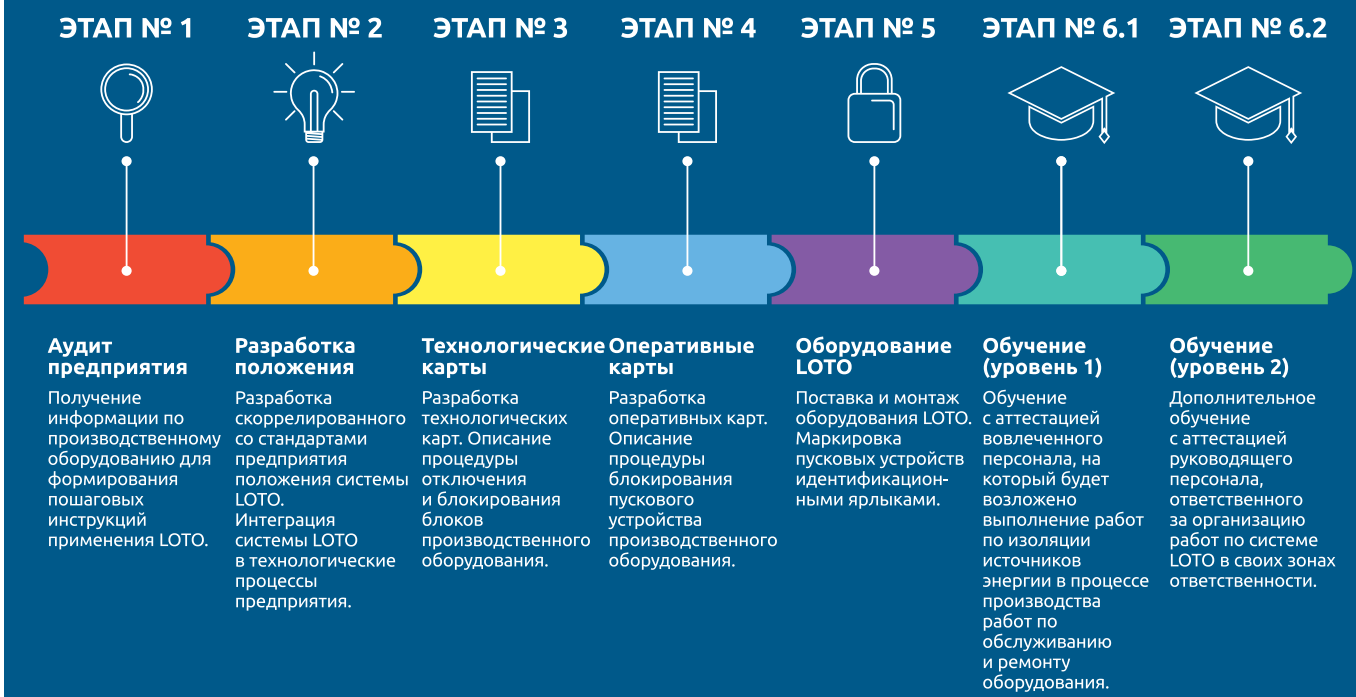 ЭТАП № 1
ЭТАП № 2
ЭТАП № 3
ЭТАП № 4
ЭТАП № 5
ЭТАП № 6.1
ЭТАП № 6.2
Аудит
предприятия
Получение
информации по
производственному
оборудованию для
формирования
пошаговых
инструкций
применения LOTO.
Разработка
положения
Разработка
скоррелированного
со стандартами
предприятия
положения системы
LOTO.
Интеграция
системы LOTO
в технологические
процессы
предприятия.
Технологические
карты
Разработка
технологических
карт. Описание
процедуры
отключения
и блокирования
блоков
производственного
оборудования.
Оперативные
карты
Разработка
оперативных карт.
Описание
процедуры
блокирования
пускового
устройства
производственного
оборудования.
Оборудование
LOTO
Поставка и монтаж
оборудования LOTO.
Маркировка
пусковых устройств
идентификацион-
ными ярлыками.
Обучение
(уровень 1)
Обучение
с аттестацией
вовлеченного
персонала, на
который будет
возложено
выполнение работ
по изоляции
источников
энергии в процессе
производства
работ по
обслуживанию
и ремонту
оборудования.
Обучение
(уровень 2)
Дополнительное
обучение
с аттестацией
руководящего
персонала,
ответственного
за организацию
работ по системе
LOTO в своих зонах
ответственности.